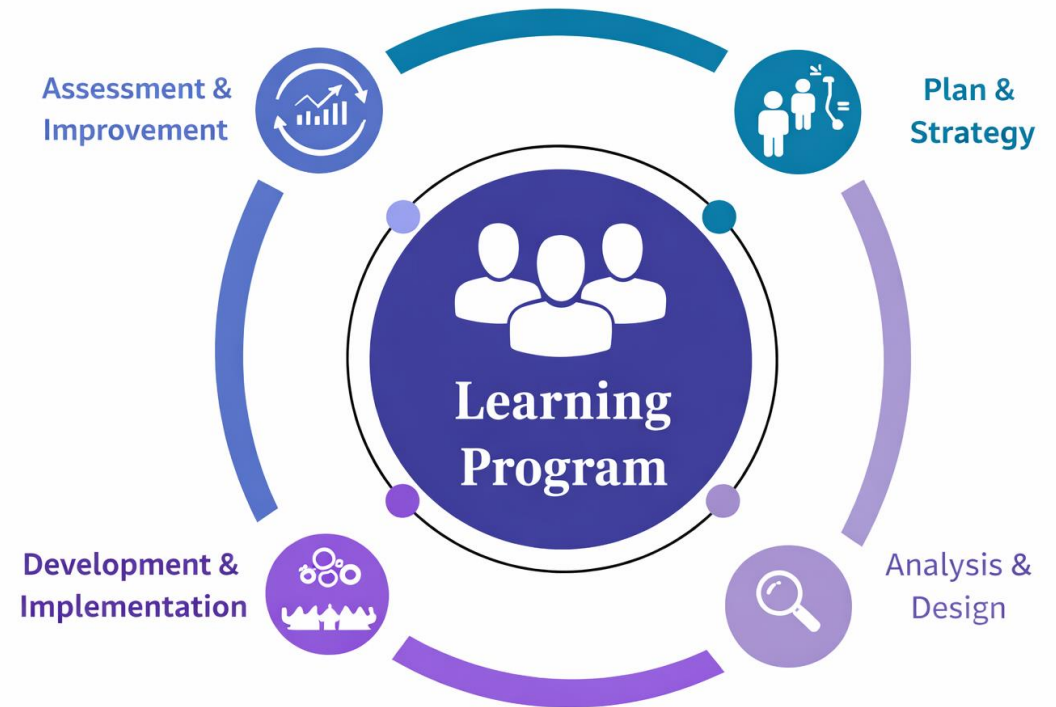 Assessment &
Improvement
Plan &
Strategy
Learning
Program
Development &
Implementation
Analysis &
Design